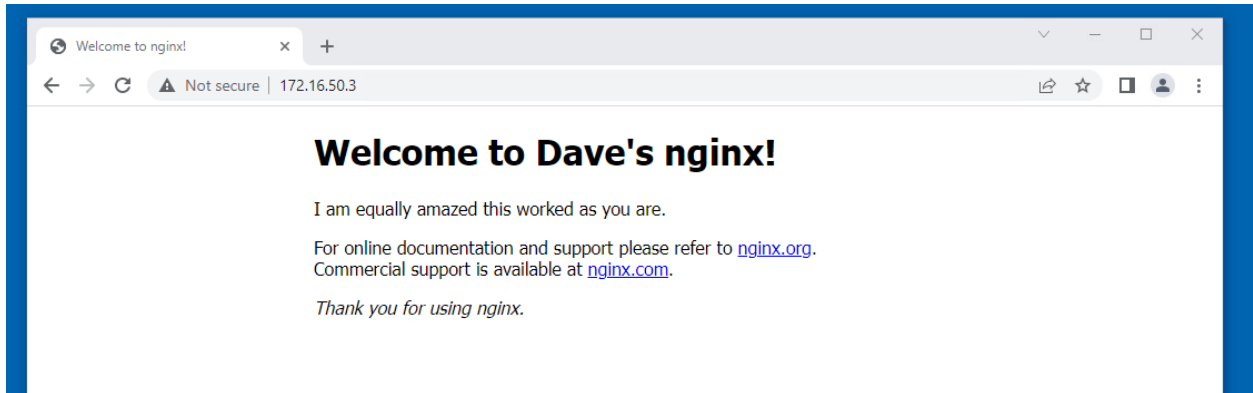 Welcome to nginx!
Not secure | 172.16.50.3
Welcome to Dave's nginx!
I am equally amazed this worked as you are.
For online documentation and support please refer to nginx.org.
Commercial support is available at nginx.com.
Thank you for using nginx.